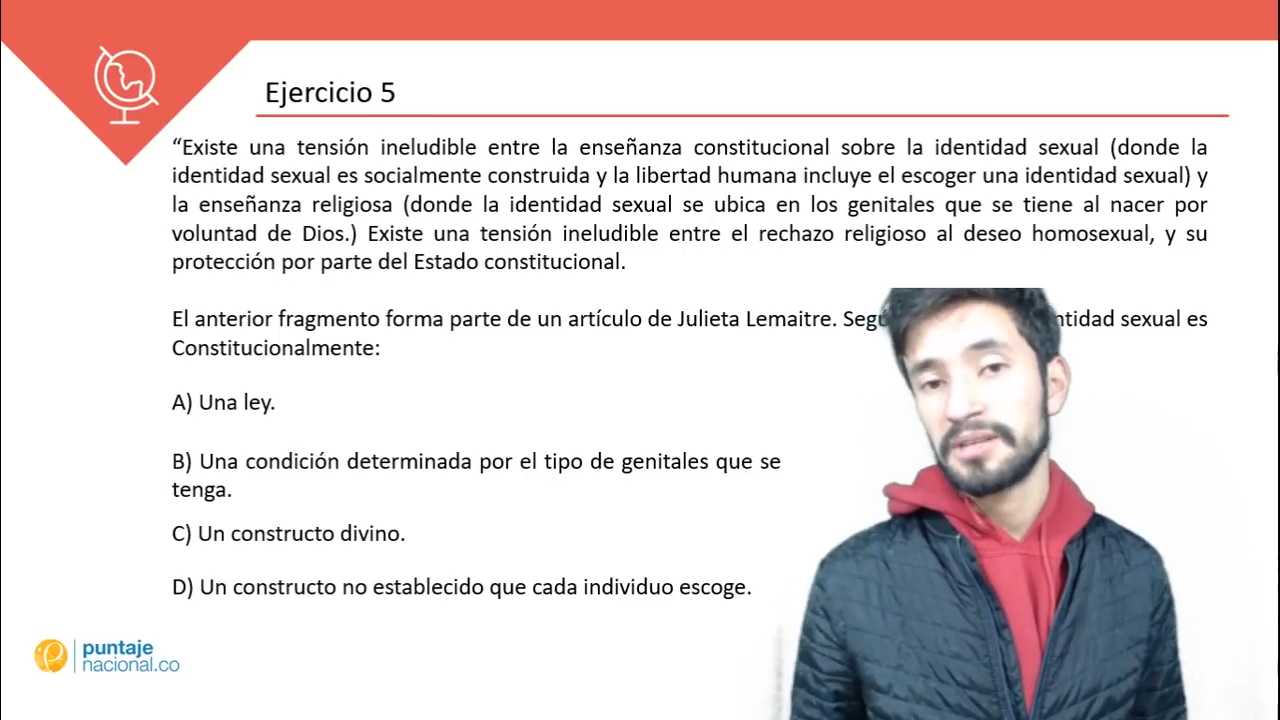 Ejercicio 5
“Existe una tensión ineludible entre la enseñanza constitucional sobre la identidad sexual (donde la
identidad sexual es socialmente construida y la libertad humana incluye el escoger una identidad sexual) y
la enseñanza religiosa (donde la identidad sexual se ubica en los genitales que se tiene al nacer por
voluntad de Dios.) Existe una tensión ineludible entre el rechazo religioso al deseo homosexual, y su
protección por parte del Estado constitucional.
El anterior fragmento forma parte de un artículo de Julieta Lemaitre. sexual es
Constitucionalmente:
A) Una ley.
B) Una condición determinada por el tipo de genitales que se
tenga.
C) Un constructo divino.
D) Un constructo no establecido que cada individuo escoge.
puntaje
nacional.co